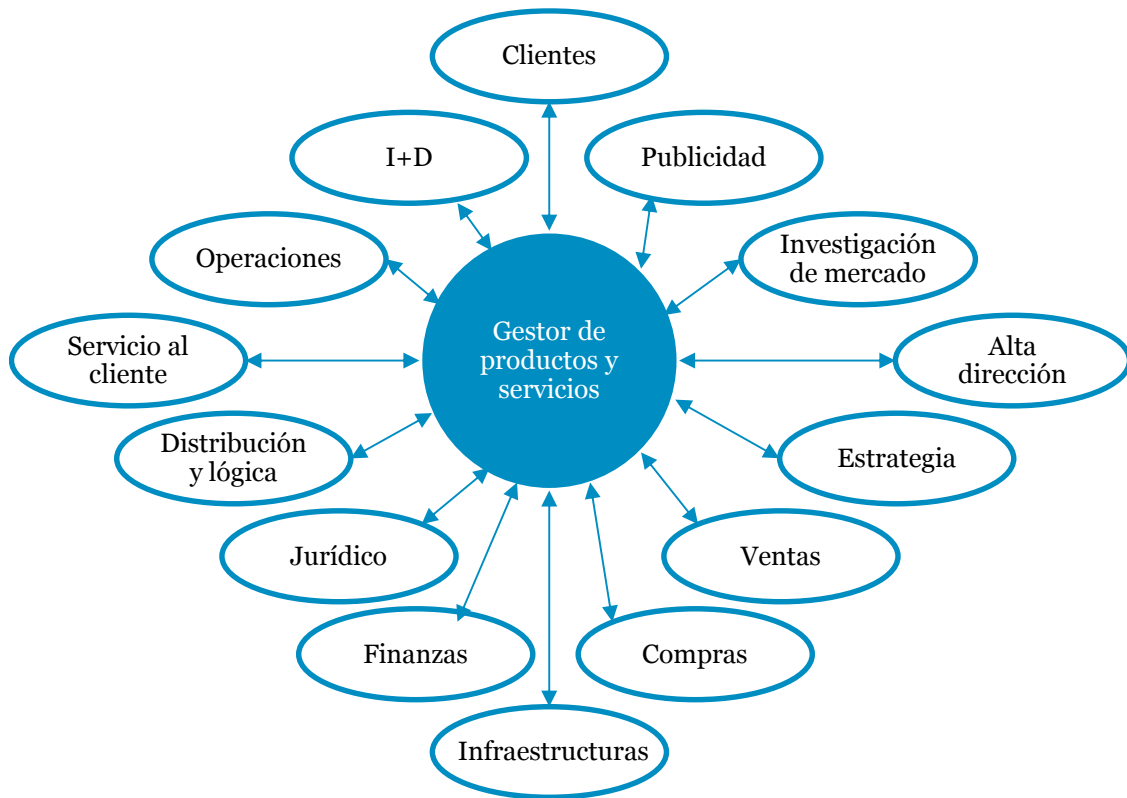 Clientes
I+D
Publicidad
Operaciones
Investigación
de mercado
Servicio al
cliente
Gestor de
productos y
servicios
Alta
dirección
Distribución
y lógica
Estrategia
Jurídico
Ventas
Finanzas
Compras
Infraestructuras